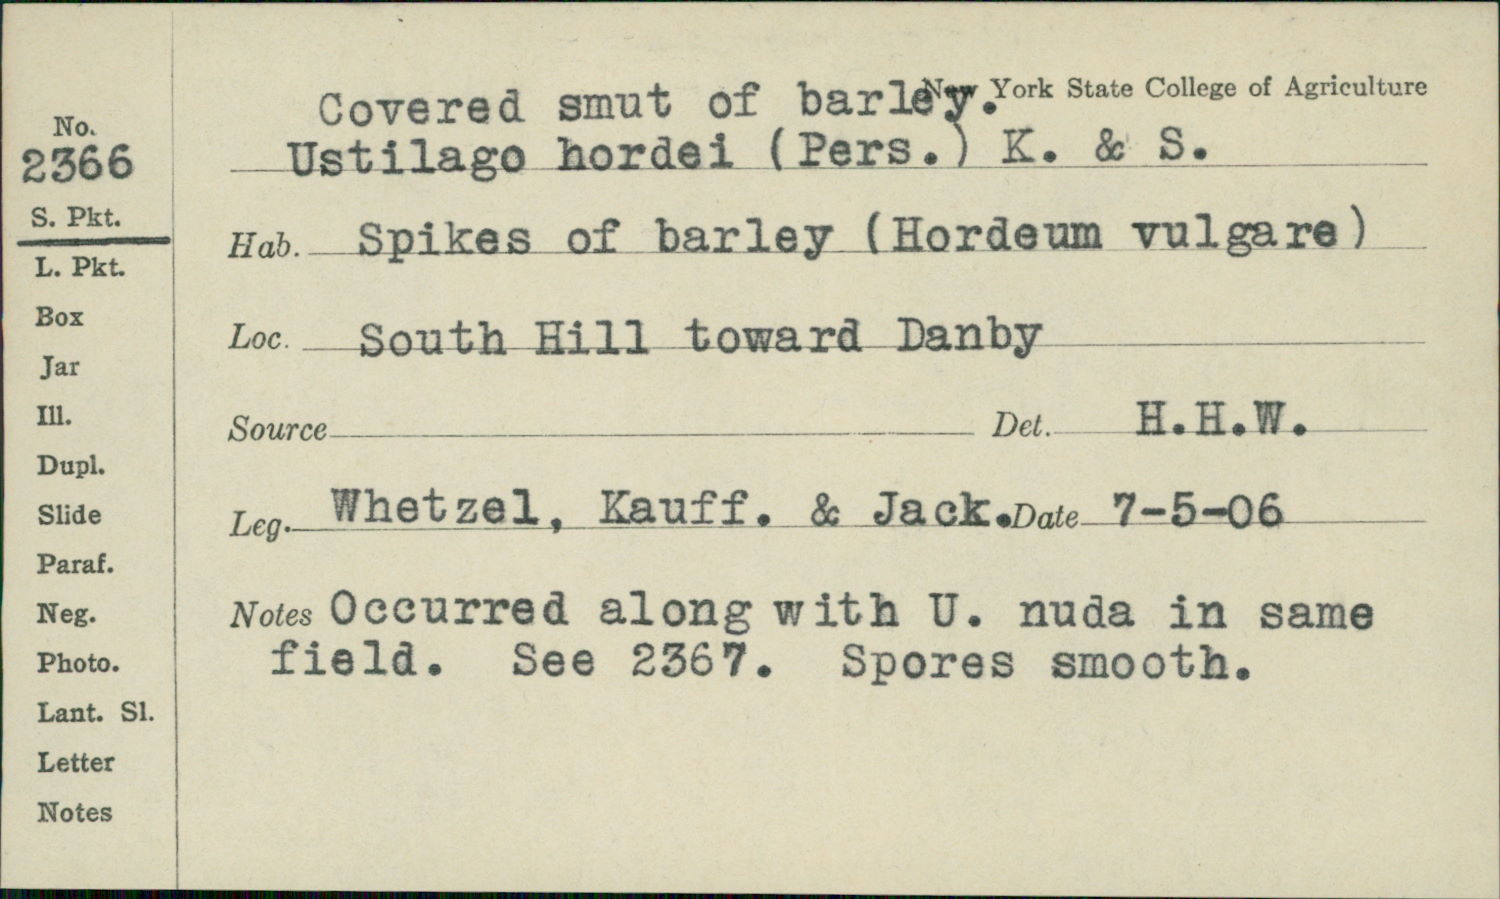 No.
2366
S. Pkt.
L. Pkt.
Box
Jar
Ill.
Dupl.
Slide
Paraf.
Neg.
Photo.
Lant. Sl.
Letter
Notes
New York State College of Agriculture
Covered smut of barley.
Ustilago hordei (Pers.) K. & S.
Hab. Spikes of barley (Hordeum vulgare)
Loc. South Hill toward Danby
Source Det. H.H.W.
Leg. Whetzel, Kauff. & Jack. Date 7-5-06
Notes Occurred along with U. nuda in same
field. See 2367. Spores smooth.